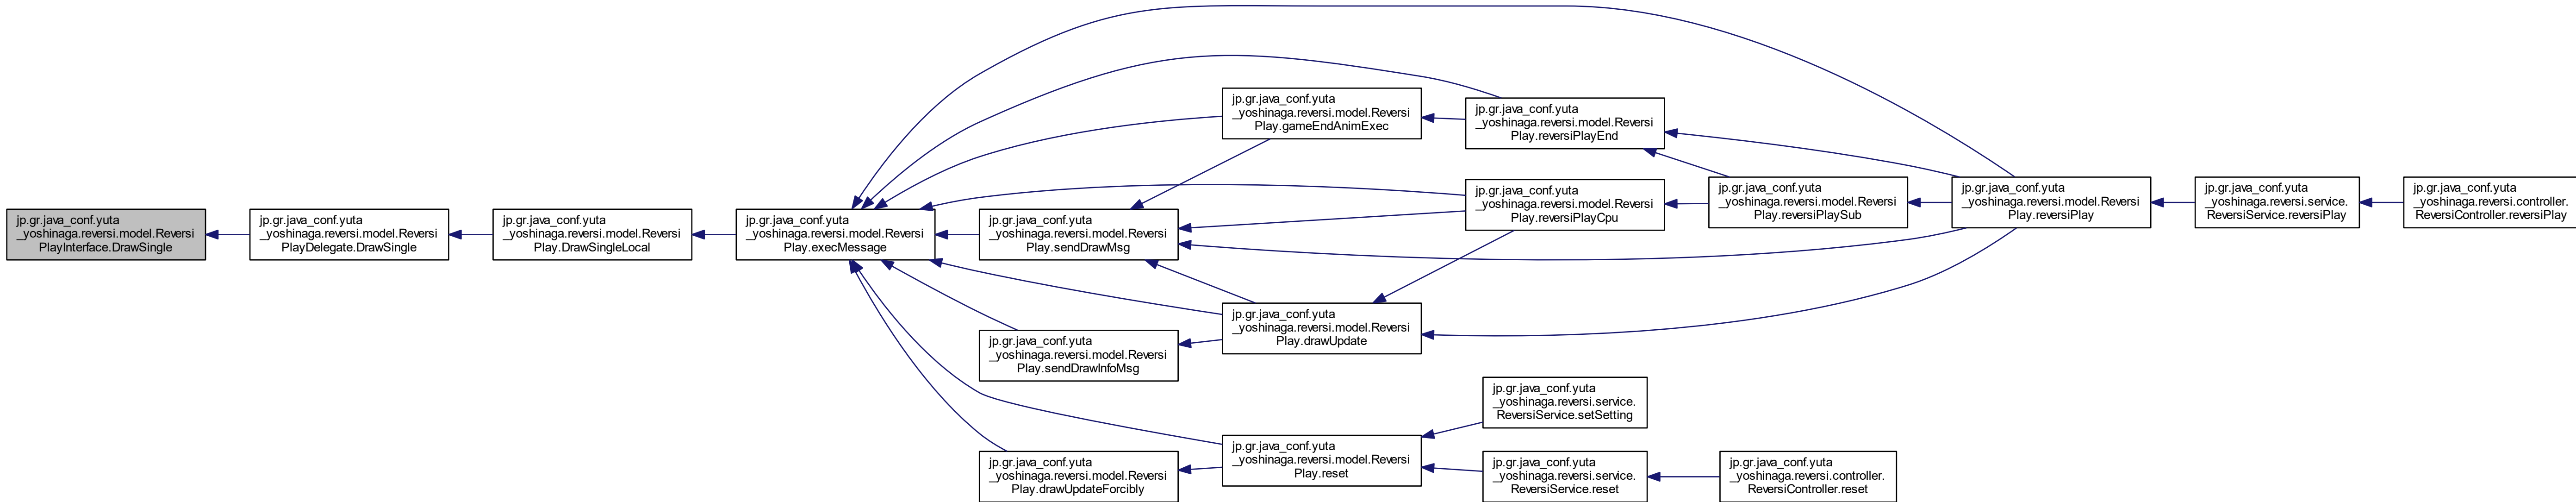 jp.gr.java_conf.yuta
_yoshinaga.reversi.model.Reversi
PlayInterface.DrawSingle
jp.gr.java_conf.yuta
_yoshinaga.reversi.model.Reversi
PlayDelegate.DrawSingle
jp.gr.java_conf.yuta
_yoshinaga.reversi.model.Reversi
Play.DrawSingleLocal
jp.gr.java_conf.yuta
_yoshinaga.reversi.model.Reversi
Play.execMessage
jp.gr.java_conf.yuta
_yoshinaga.reversi.model.Reversi
Play.sendDrawMsg
jp.gr.java_conf.yuta
_yoshinaga.reversi.model.Reversi
Play.sendDrawInfoMsg
jp.gr.java_conf.yuta
_yoshinaga.reversi.model.Reversi
Play.drawUpdateForcibly
jp.gr.java_conf.yuta
_yoshinaga.reversi.model.Reversi
Play.gameEndAnimExec
jp.gr.java_conf.yuta
_yoshinaga.reversi.model.Reversi
Play.drawUpdate
jp.gr.java_conf.yuta
_yoshinaga.reversi.model.Reversi
Play.reset
jp.gr.java_conf.yuta
_yoshinaga.reversi.model.Reversi
Play.reversiPlayEnd
jp.gr.java_conf.yuta
_yoshinaga.reversi.model.Reversi
Play.reversiPlayCpu
jp.gr.java_conf.yuta
_yoshinaga.reversi.service.
ReversiService.setSetting
jp.gr.java_conf.yuta
_yoshinaga.reversi.service.
ReversiService.reset
jp.gr.java_conf.yuta
_yoshinaga.reversi.model.Reversi
Play.reversiPlaySub
jp.gr.java_conf.yuta
_yoshinaga.reversi.controller.
ReversiController.reset
jp.gr.java_conf.yuta
_yoshinaga.reversi.model.Reversi
Play.reversiPlay
jp.gr.java_conf.yuta
_yoshinaga.reversi.service.
ReversiService.reversiPlay
jp.gr.java_conf.yuta
_yoshinaga.reversi.controller.
ReversiController.reversiPlay